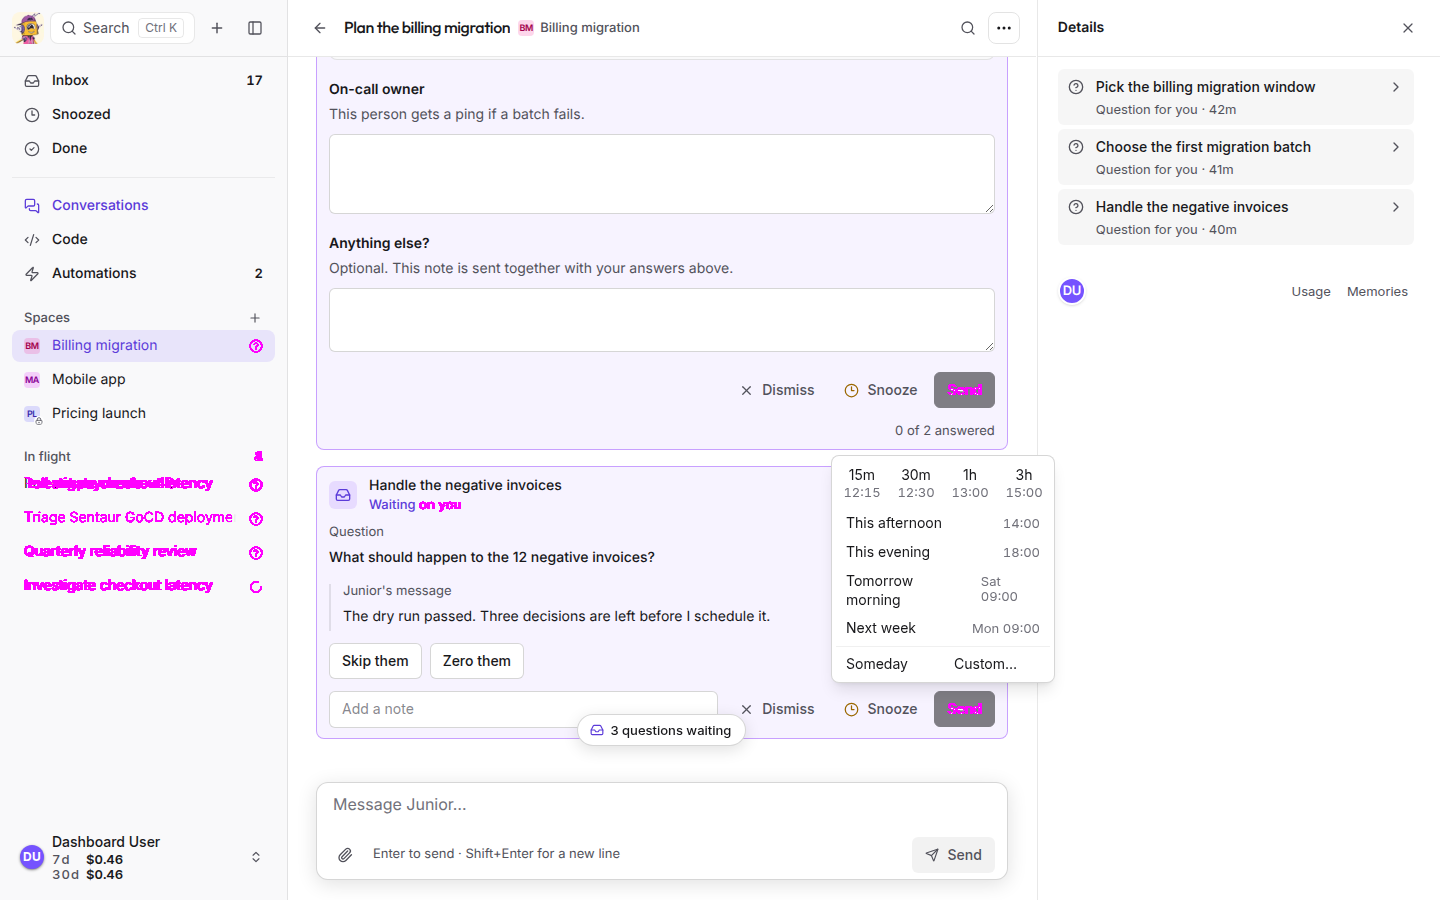 Search Ctrl K
Inbox 17
Snoozed
Done
Conversations
Code
Automations 2
Spaces
BM Billing migration
MA Mobile app
PL Pricing launch
In flight
Triage Sentaur GoCD deployme
Quarterly reliability review
Investigate checkout latency
DU Dashboard User
7d $0.46
30d $0.46
Plan the billing migration BM Billing migration
On-call owner
This person gets a ping if a batch fails.
Anything else?
Optional. This note is sent together with your answers above.
Dismiss Snooze Send
0 of 2 answered
Handle the negative invoices
Waiting on you
Question
What should happen to the 12 negative invoices?
Junior's message
The dry run passed. Three decisions are left before I schedule it.
Skip them Zero them
Add a note Dismiss Snooze Send
3 questions waiting
15m 30m 1h 3h
12:15 12:30 13:00 15:00
This afternoon 14:00
This evening 18:00
Tomorrow morning Sat 09:00
Next week Mon 09:00
Someday Custom...
Message Junior...
Enter to send · Shift+Enter for a new line Send
Details
Pick the billing migration window
Question for you · 42m
Choose the first migration batch
Question for you · 41m
Handle the negative invoices
Question for you · 40m
DU Usage Memories